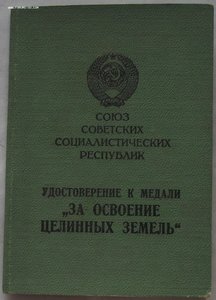 СОЮЗ
СОВЕТСКИХ
СОЦИАЛИСТИЧЕСКИХ
РЕСПУБЛИК
УДОСТОВЕРЕНИЕ К МЕДАЛИ
„ЗА ОСВОЕНИЕ
ЦЕЛИННЫХ ЗЕМЕЛЬ“